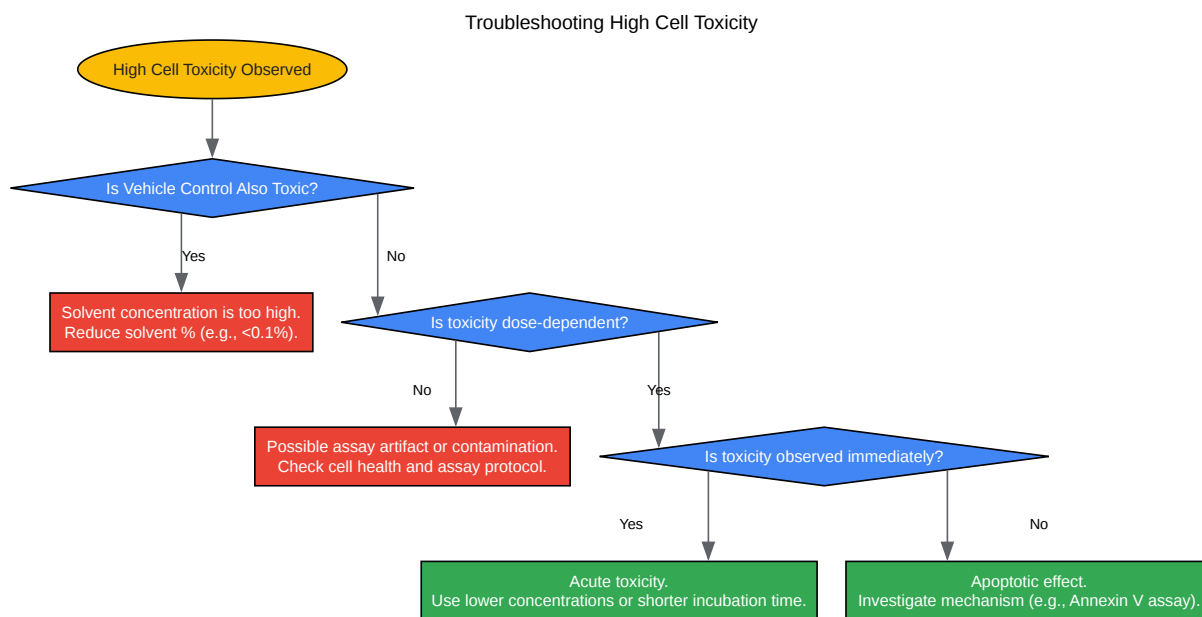 Troubleshooting High Cell Toxicity
High Cell Toxicity Observed
Is Vehicle Control Also Toxic?
Yes
No
Solvent concentration is too high.
Reduce solvent % (e.g., <0.1%).
Is toxicity dose-dependent?
No
Yes
Possible assay artifact or contamination.
Check cell health and assay protocol.
Is toxicity observed immediately?
Yes
No
Acute toxicity.
Use lower concentrations or shorter incubation time.
Apoptotic effect.
Investigate mechanism (e.g., Annexin V assay).